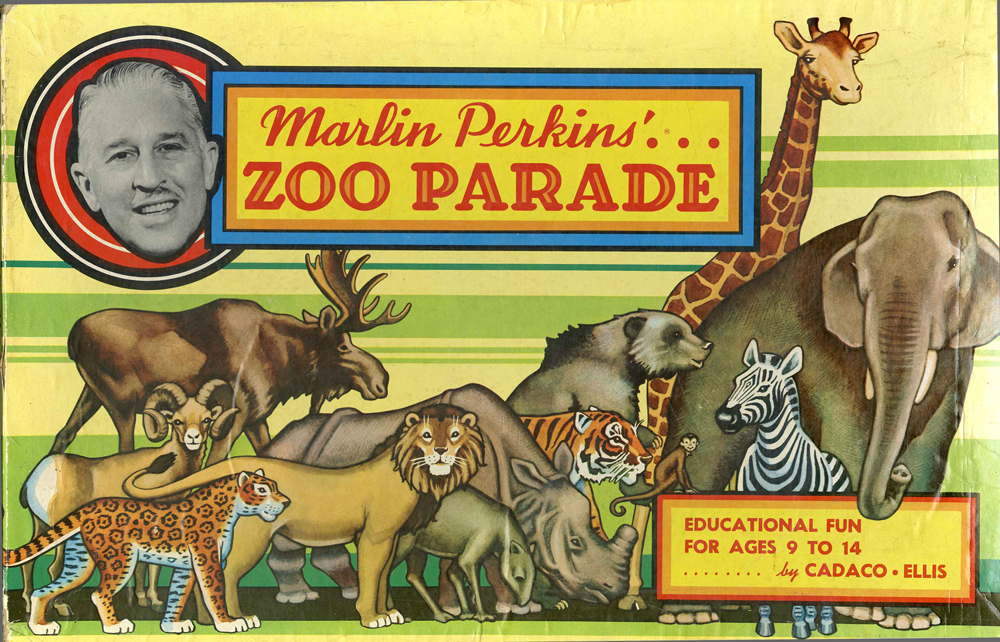 Marlin Perkins'®...
ZOO PARADE
EDUCATIONAL FUN
FOR AGES 9 TO 14
........ by CADACO • ELLIS